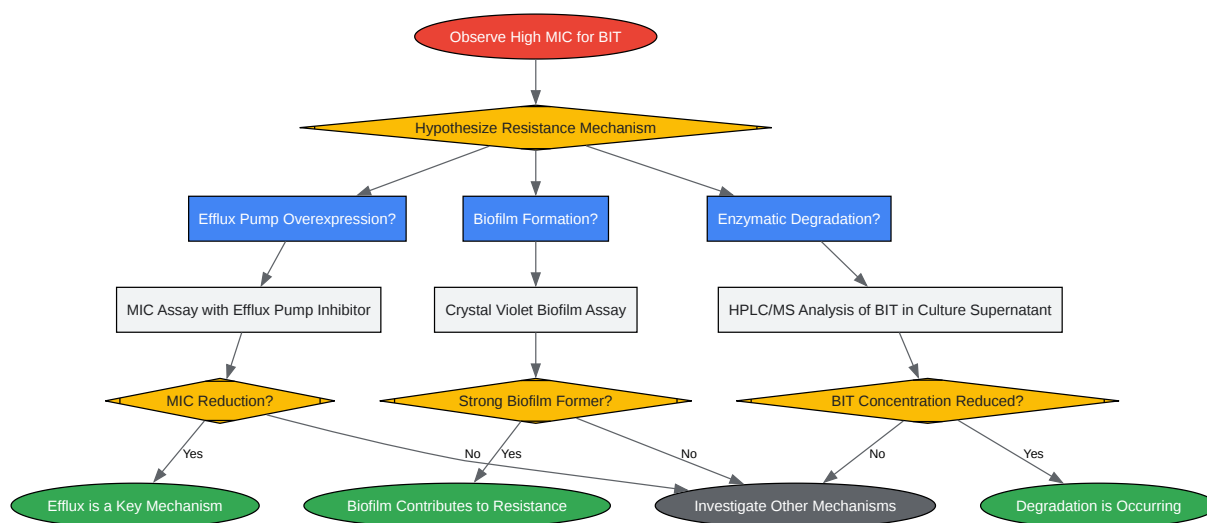 Observe High MIC for BIT
Hypothesize Resistance Mechanism
Efflux Pump Overexpression?
Biofilm Formation?
Enzymatic Degradation?
MIC Assay with Efflux Pump Inhibitor
Crystal Violet Biofilm Assay
HPLC/MS Analysis of BIT in Culture Supernatant
MIC Reduction?
Strong Biofilm Former?
BIT Concentration Reduced?
Yes
No
Yes
No
No
Yes
Efflux is a Key Mechanism
Biofilm Contributes to Resistance
Investigate Other Mechanisms
Degradation is Occurring